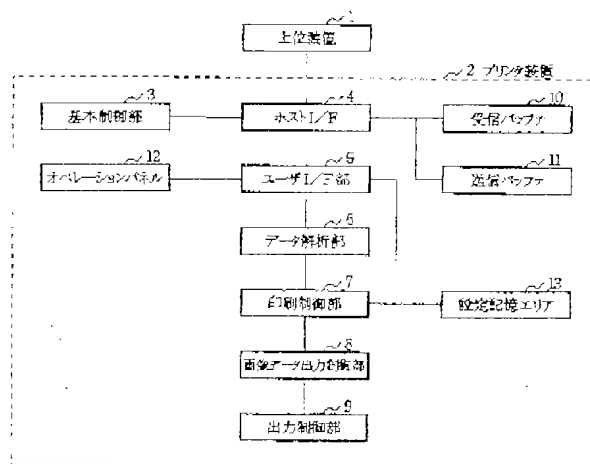 1
上位装置
2 プリンタ装置
3
基本制御部
4
ホストI/F
10
受信バッファ
12
オペレーションパネル
5
ユーザI/F部
11
送信バッファ
6
データ解析部
7
印刷制御部
13
設定記憶エリア
8
画像データ出力制御部
9
出力制御部